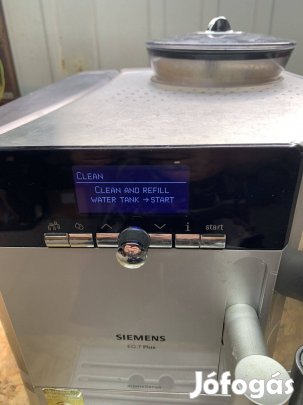 CLEAN
CLEAN AND REFILL
WATER TANK → START
i start
SIEMENS
EQ.7 Plus
Jófogás